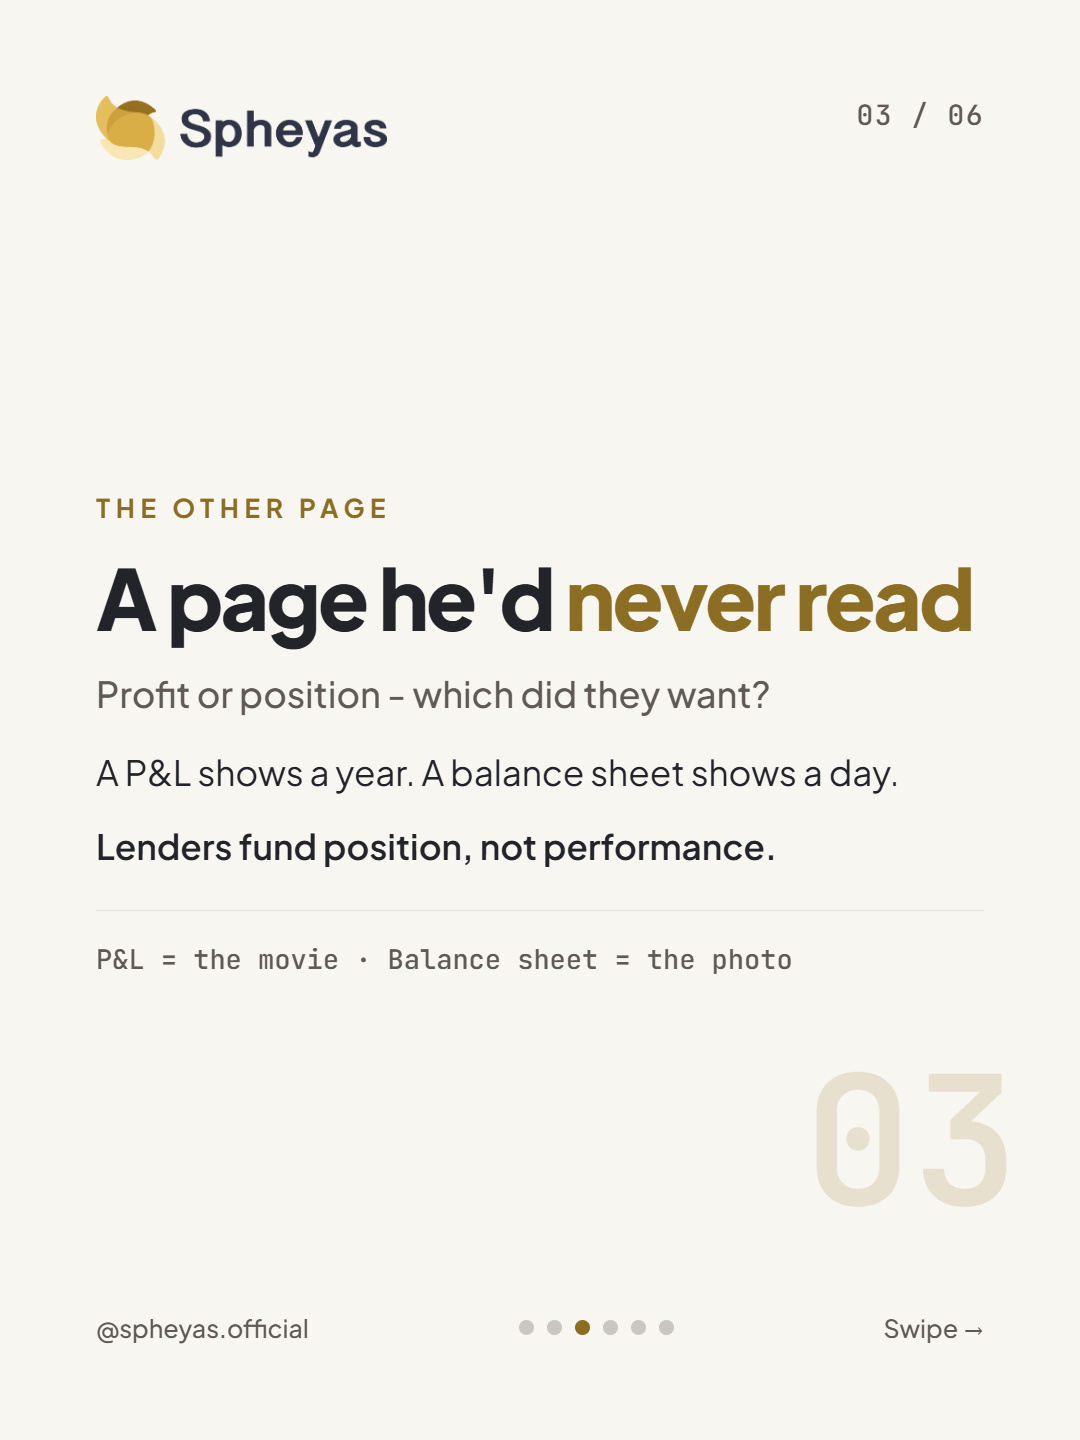 Spheyas
03 / 06
THE OTHER PAGE
A page he'd never read
Profit or position - which did they want?
A P&L shows a year. A balance sheet shows a day.
Lenders fund position, not performance.
P&L = the movie · Balance sheet = the photo
03
@spheyas.official
Swipe →